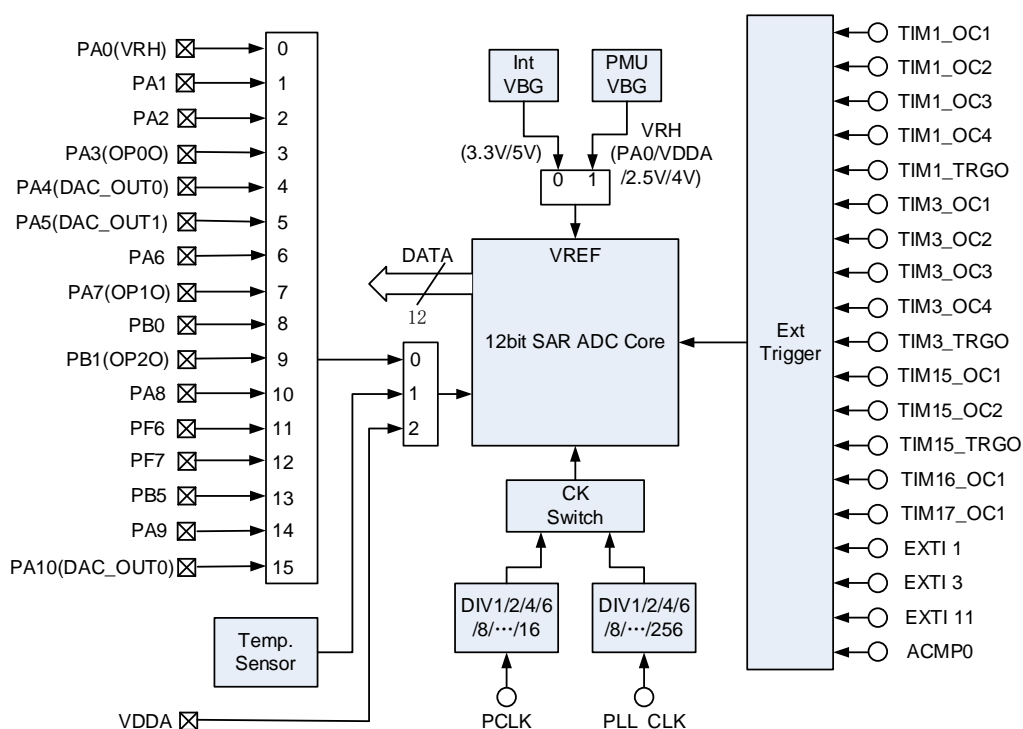 PA0(VRH)
PA1
PA2
PA3(OP0O)
PA4(DAC_OUT0)
PA5(DAC_OUT1)
PA6
PA7(OP1O)
PB0
PB1(OP2O)
PA8
PF6
PF7
PB5
PA9
PA10(DAC_OUT0)
0
1
2
3
4
5
6
7
8
9
10
11
12
13
14
15
Temp.
Sensor
VDDA
Int
VBG
PMU
VBG
(3.3V/5V)
VRH
(PA0/VDDA
/2.5V/4V)
0 1
DATA
12
VREF
12bit SAR ADC Core
0
1
2
CK
Switch
DIV1/2/4/6
/8/···/16
DIV1/2/4/6
/8/···/256
PCLK
PLL_CLK
Ext
Trigger
TIM1_OC1
TIM1_OC2
TIM1_OC3
TIM1_OC4
TIM1_TRGO
TIM3_OC1
TIM3_OC2
TIM3_OC3
TIM3_OC4
TIM3_TRGO
TIM15_OC1
TIM15_OC2
TIM15_TRGO
TIM16_OC1
TIM17_OC1
EXTI 1
EXTI 3
EXTI 11
ACMP0